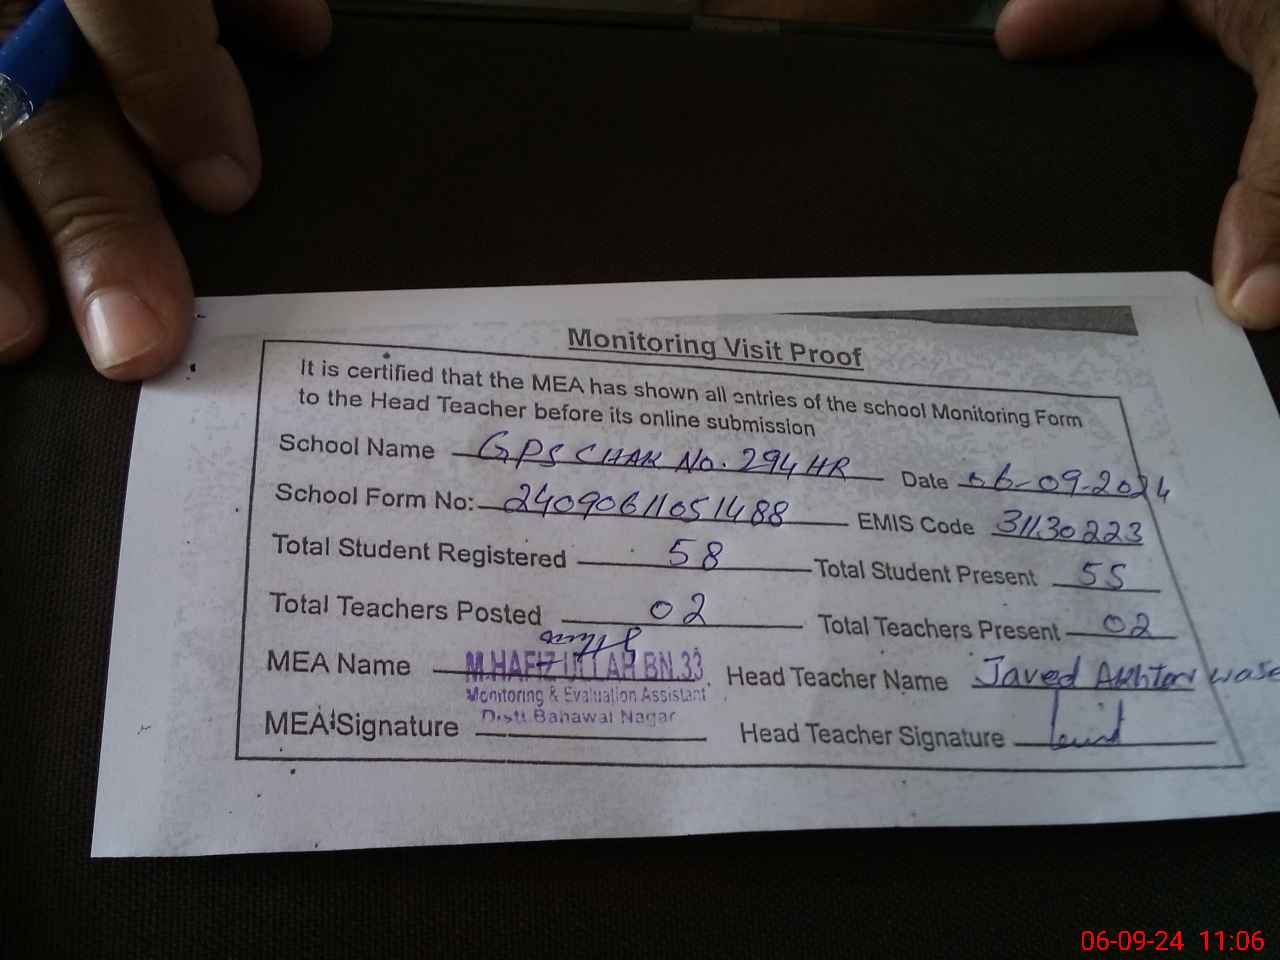 Monitoring Visit Proof
It is certified that the MEA has shown all entries of the school Monitoring Form
to the Head Teacher before its online submission
School Name GPS CHAK No. 294 HR Date 06-09-2024
School Form No: 24090611051488 EMIS Code 31130223
Total Student Registered 58 Total Student Present 55
Total Teachers Posted 02 Total Teachers Present 02
MEA Name M.HAFIZ ULLAH BN.33 Head Teacher Name Javed Akhtar
Monitoring & Evaluation Assistant
Distt Bahawal Nagar
MEA Signature Head Teacher Signature
06-09-24 11:06